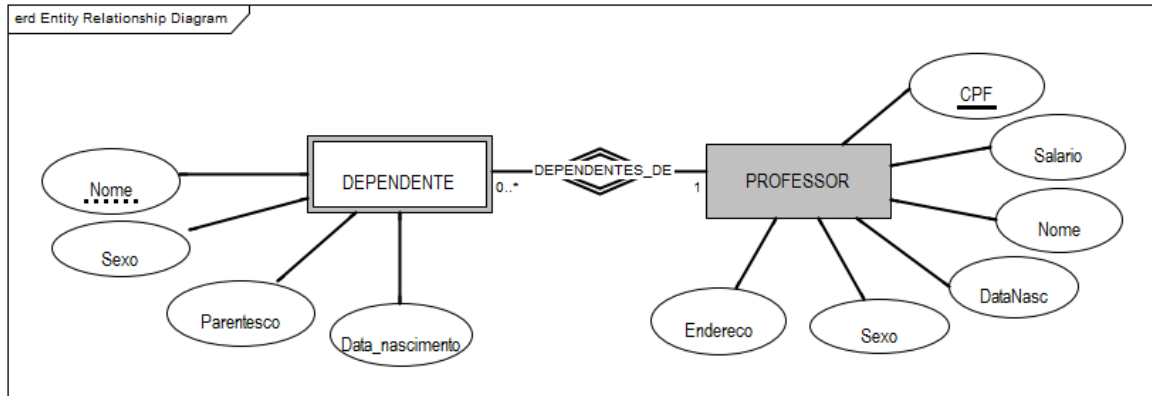 erd Entity Relationship Diagram
CPF
Salario
Nome
DEPENDENTE
0..*
DEPENDENTES_DE
1
PROFESSOR
Nome
Sexo
DataNasc
Parentesco
Data_nascimento
Endereco
Sexo